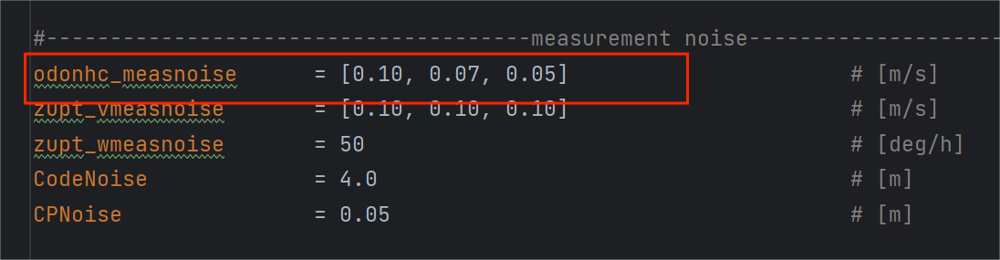 #--------------------------------------measurement noise--------------------
odonhc_measnoise = [0.10, 0.07, 0.05] # [m/s]
zupt_vmeasnoise = [0.10, 0.10, 0.10] # [m/s]
zupt_wmeasnoise = 50 # [deg/h]
CodeNoise = 4.0 # [m]
CPNoise = 0.05 # [m]